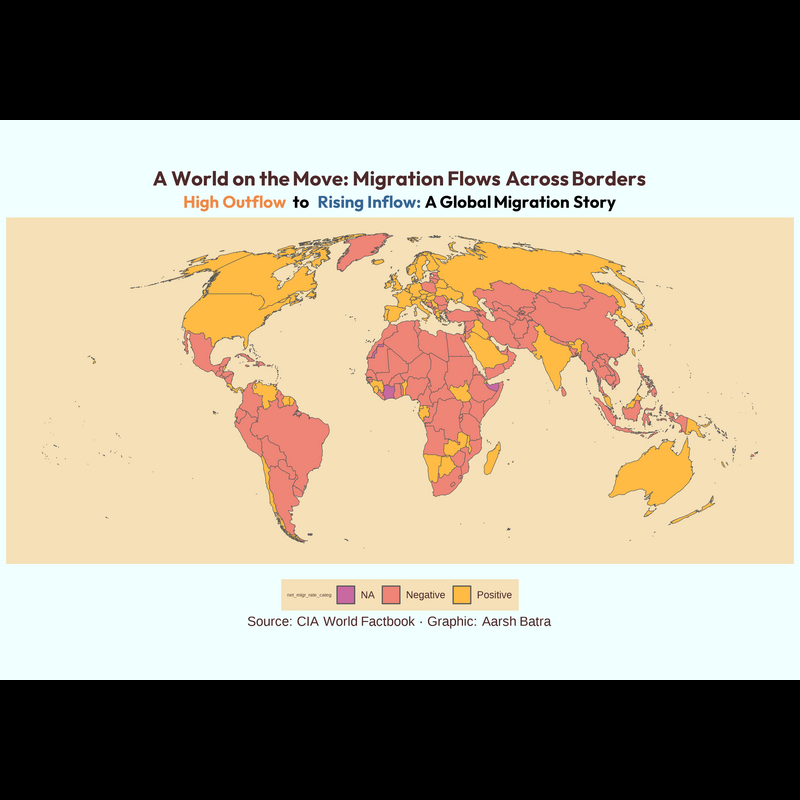 A World on the Move: Migration Flows Across Borders
High Outflow to Rising Inflow: A Global Migration Story
net_migr_rate_categ NA Negative Positive
Source: CIA World Factbook · Graphic: Aarsh Batra